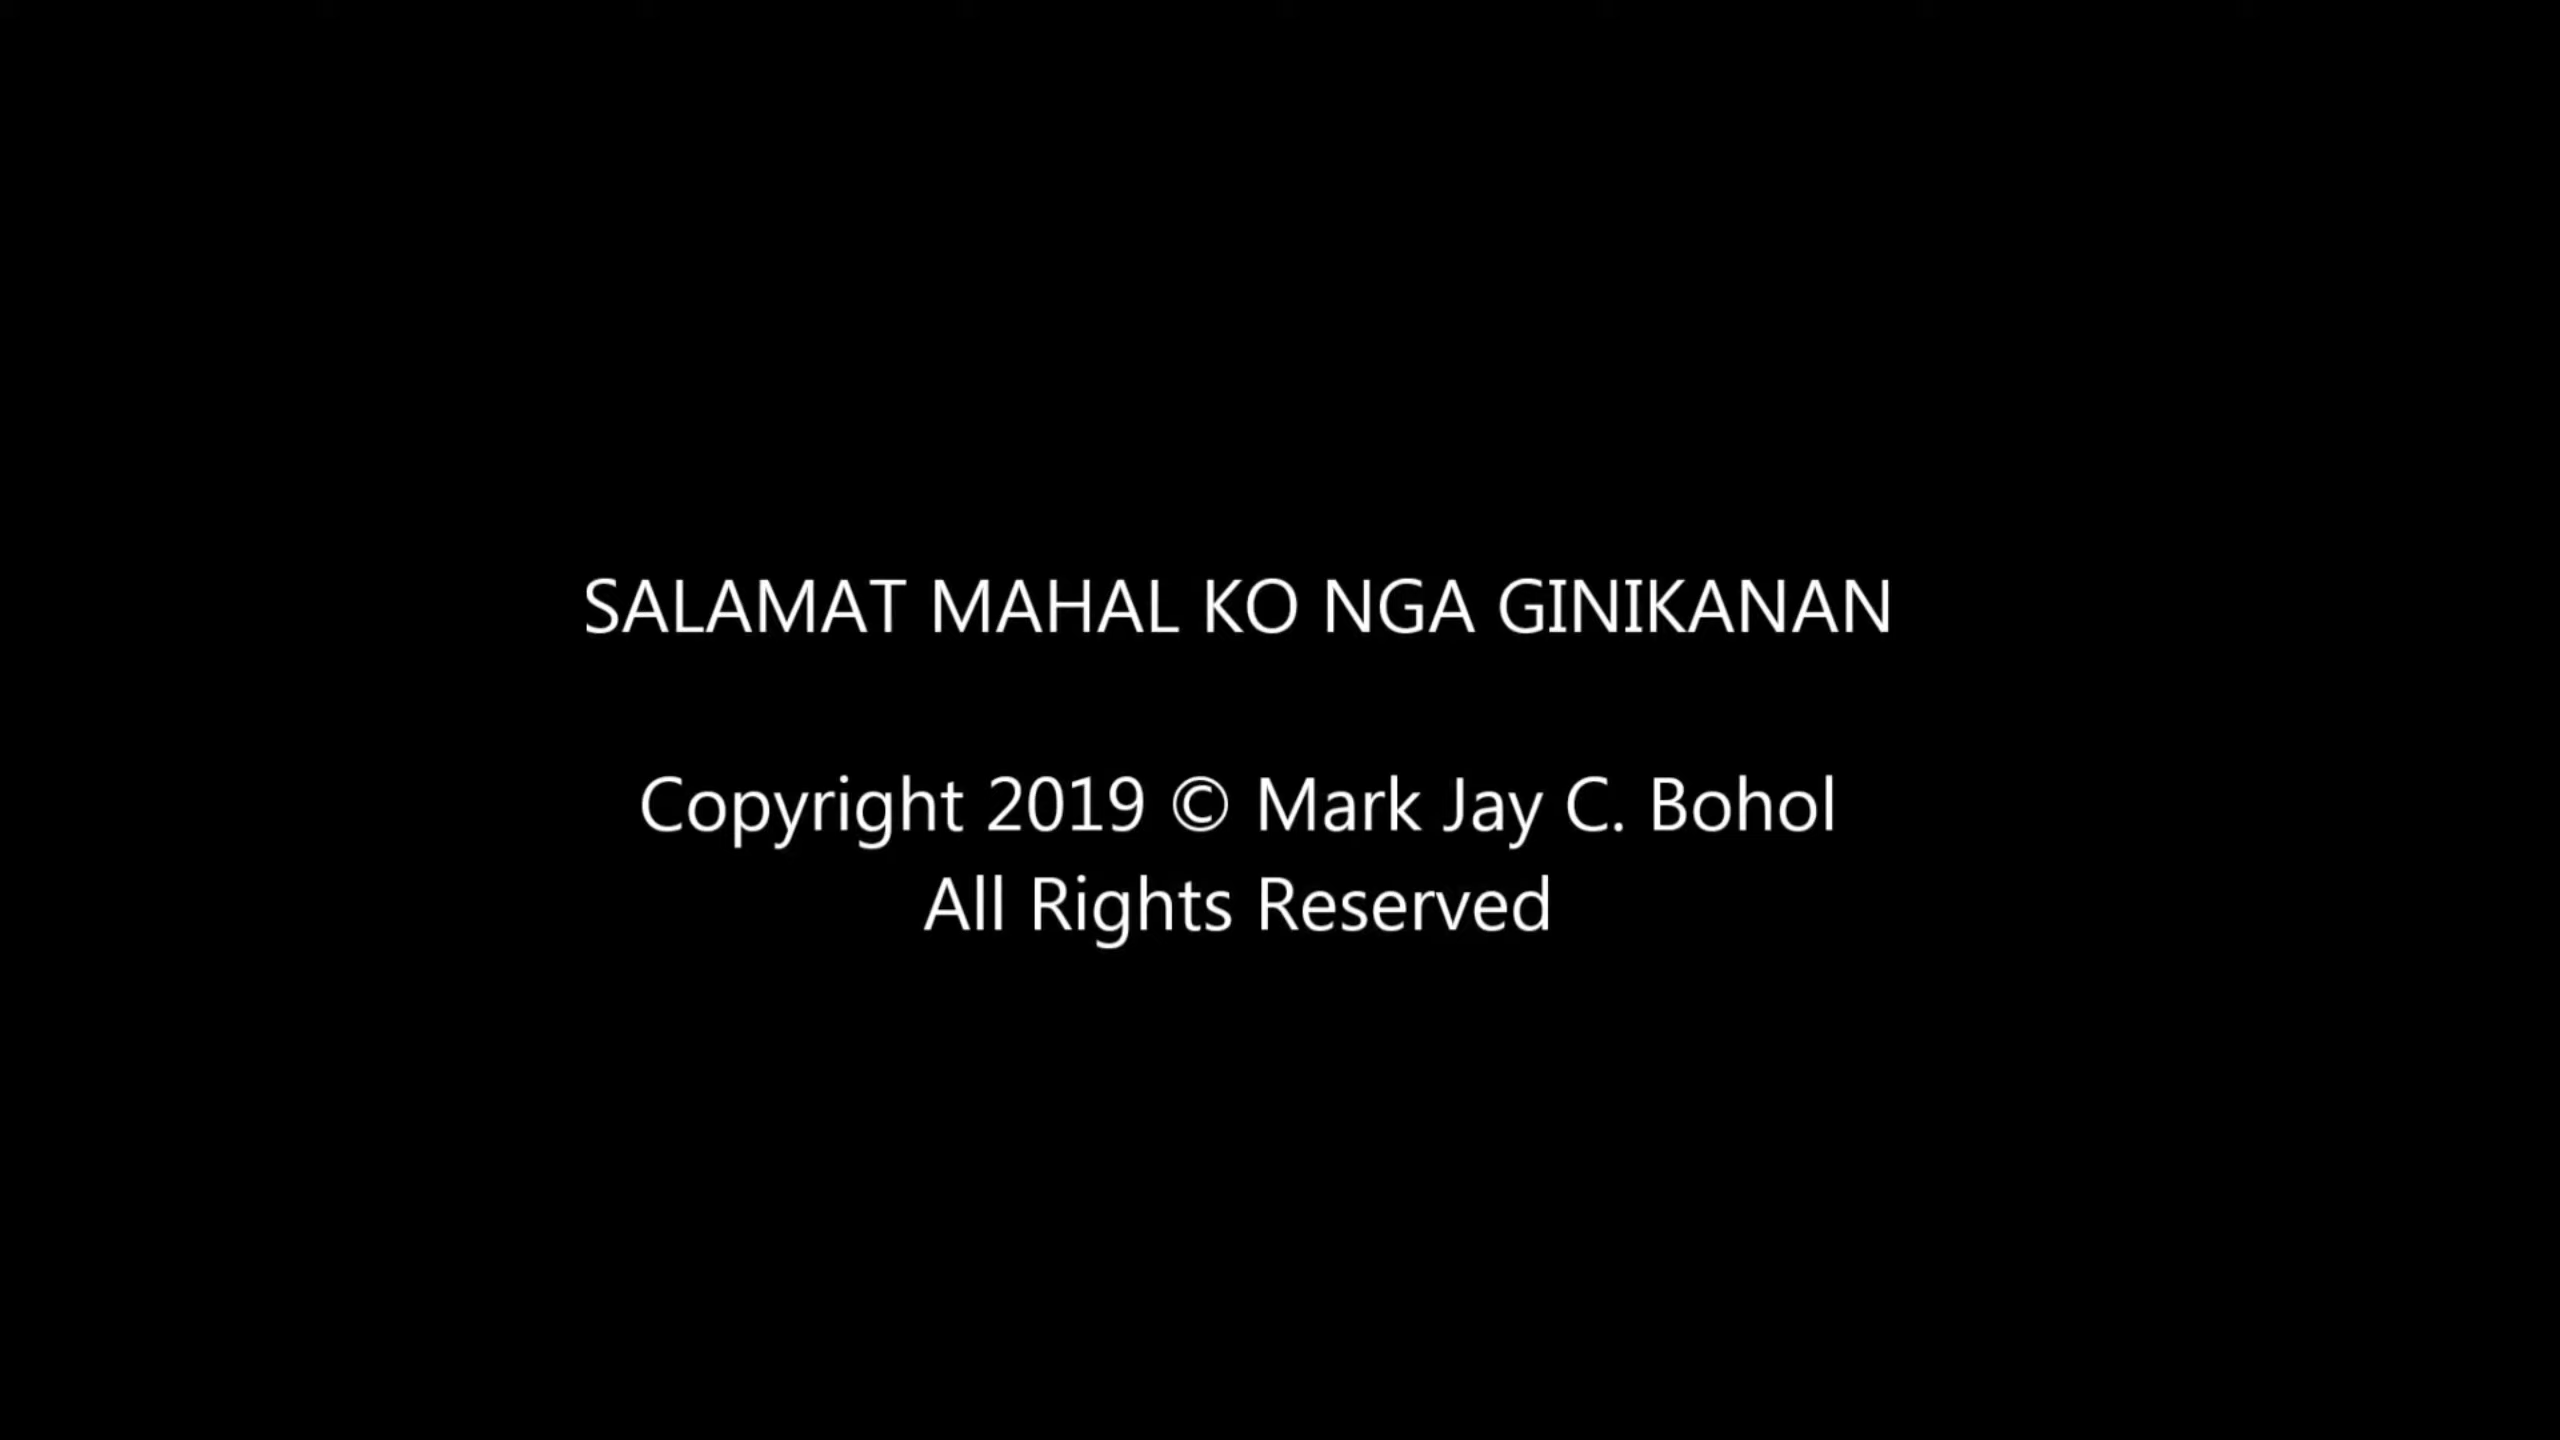 SALAMAT MAHAL KO NGA GINIKANAN
Copyright 2019 © Mark Jay C. Bohol
All Rights Reserved